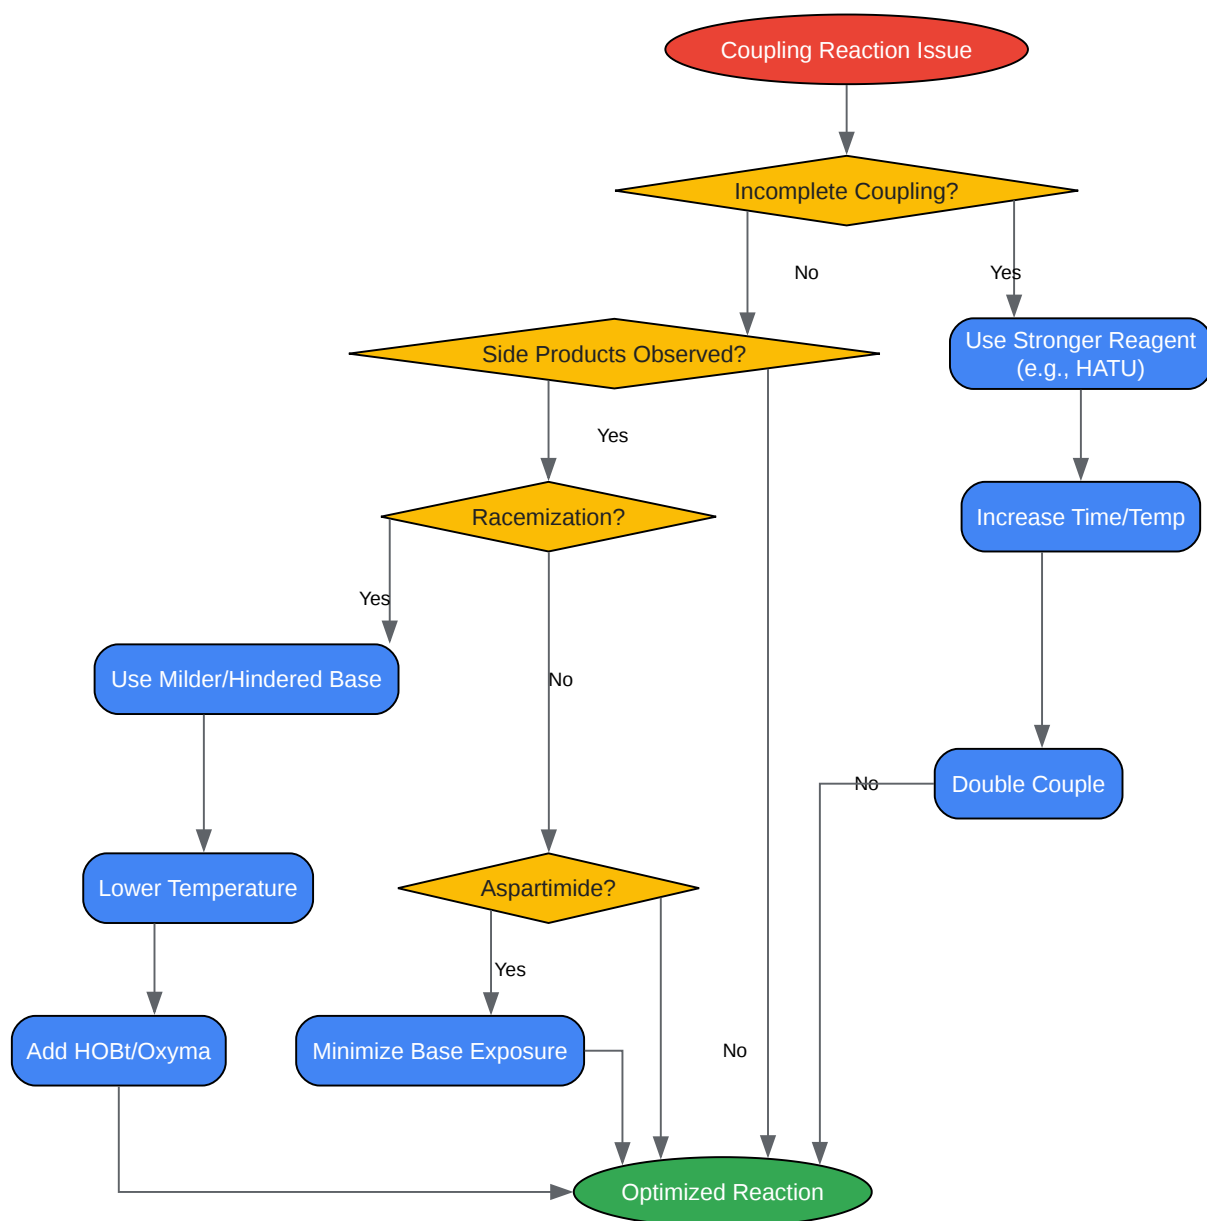 Coupling Reaction Issue
Incomplete Coupling?
No
Yes
Side Products Observed?
Use Stronger Reagent
(e.g., HATU)
Yes
Racemization?
Increase Time/Temp
Yes
Use Milder/Hindered Base
No
Double Couple
No
Lower Temperature
Aspartimide?
Yes
Add HOBt/Oxyma
Minimize Base Exposure
No
Optimized Reaction